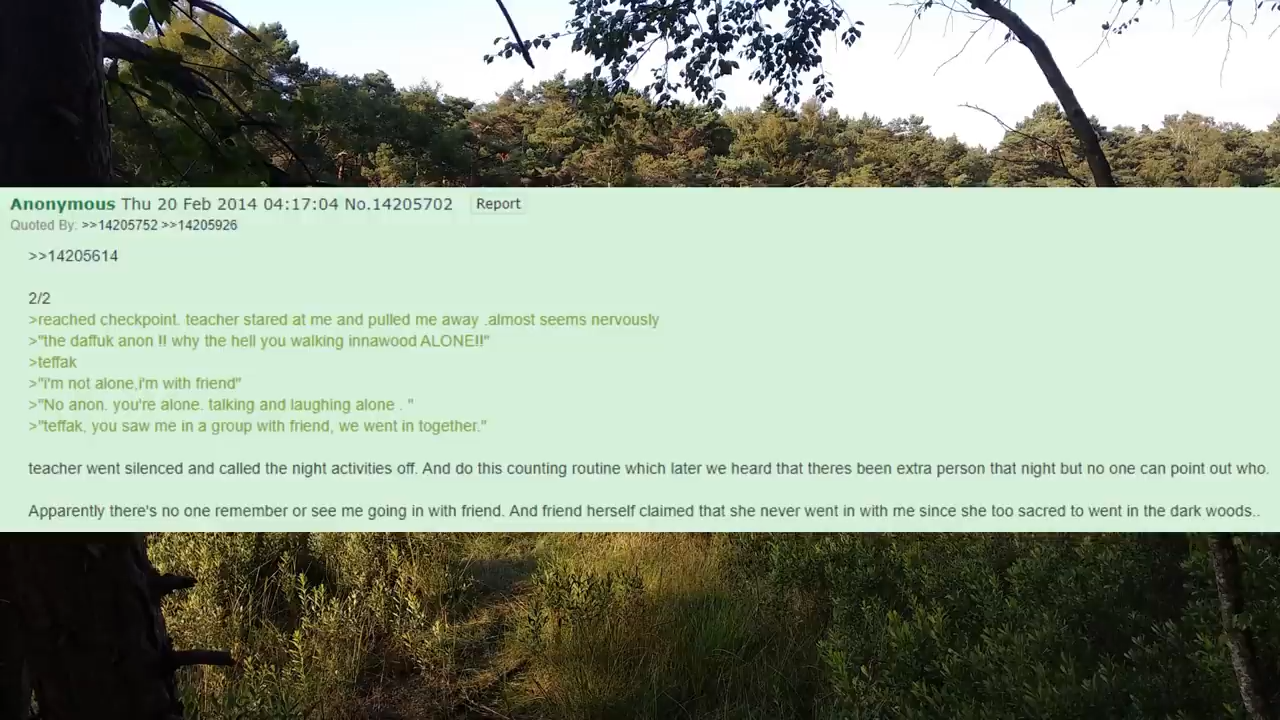 Anonymous Thu 20 Feb 2014 04:17:04 No.14205702 Report
Quoted By: >>14205752 >>14205926
>>14205614
2/2
>reached checkpoint. teacher stared at me and pulled me away .almost seems nervously
>"the daffuk anon !! why the hell you walking innawood ALONE!!"
>teffak
>"i'm not alone,i'm with friend"
>"No anon. you're alone. talking and laughing alone . "
>"teffak, you saw me in a group with friend, we went in together."
teacher went silenced and called the night activities off. And do this counting routine which later we heard that theres been extra person that night but no one can point out who.
Apparently there's no one remember or see me going in with friend. And friend herself claimed that she never went in with me since she too sacred to went in the dark woods..